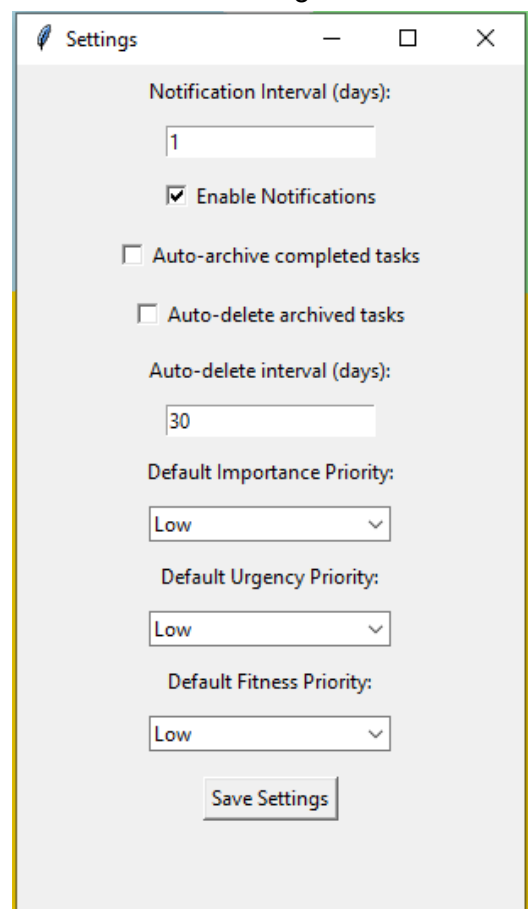 Settings
Notification Interval (days):
1
Enable Notifications
Auto-archive completed tasks
Auto-delete archived tasks
Auto-delete interval (days):
30
Default Importance Priority:
Low
Default Urgency Priority:
Low
Default Fitness Priority:
Low
Save Settings